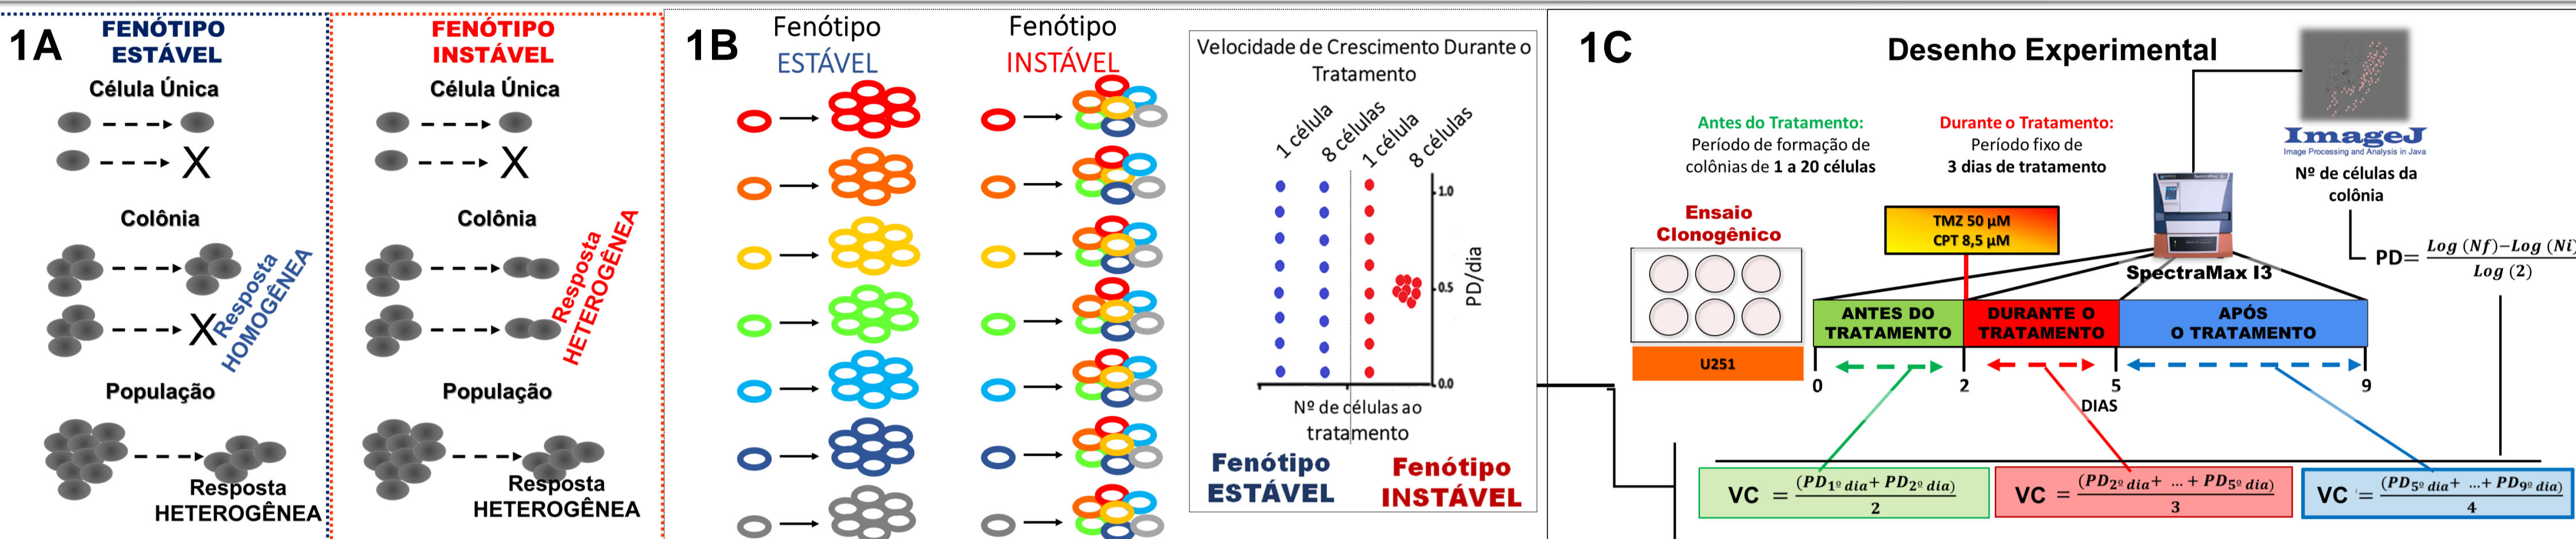 1A
FENÓTIPO
ESTÁVEL
Célula Única
X
Colônia
X
Resposta
HOMOGÊNEA
População
Resposta
HETEROGÊNEA
FENÓTIPO
INSTÁVEL
Célula Única
X
Colônia
Resposta
HETEROGÊNEA
População
Resposta
HETEROGÊNEA
1B
Fenótipo
ESTÁVEL
Fenótipo
INSTÁVEL
Velocidade de Crescimento Durante o
Tratamento
1 célula
8 células
1 célula
8 células
1.0
0.5
0.0
PD/dia
Nº de células ao
tratamento
Fenótipo
ESTÁVEL
Fenótipo
INSTÁVEL
1C
Desenho Experimental
Antes do Tratamento:
Período de formação de
colônias de 1 a 20 células
Durante o Tratamento:
Período fixo de
3 dias de tratamento
ImageJ
Image Processing and Analysis in Java
Nº de células da
colônia
PD= Log (Nf)−Log (Ni)
Log (2)
Ensaio
Clonogênico
U251
TMZ 50 µM
CPT 8,5 µM
SpectraMax I3
ANTES DO
TRATAMENTO
DURANTE O
TRATAMENTO
APÓS
O TRATAMENTO
0
2
5
9
DIAS
VC = (PD1º dia+ PD2º dia)
2
VC = (PD2º dia+ ... + PD5º dia)
3
VC = (PD5º dia+ ...+ PD9º dia)
4